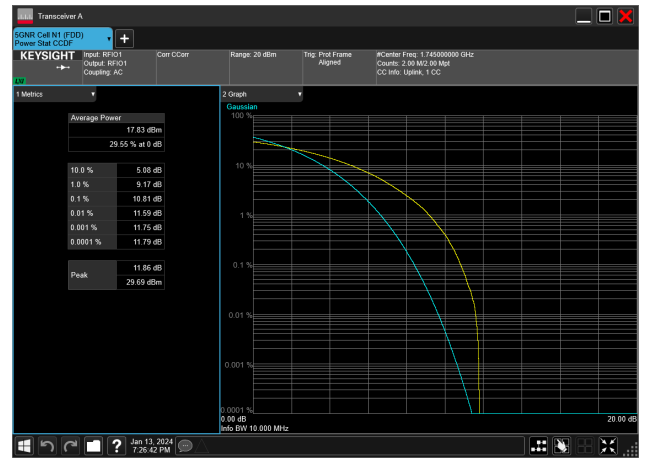 Transceiver A
5GNR Cell N1 (FDD)
Power Stat CCDF
KEYSIGHT
Input: RFIO1
Output: RFIO1
Coupling: AC
Corr CCorr
Range: 20 dBm
Trig: Prot Frame
Aligned
#Center Freq: 1.745000000 GHz
Counts: 2.00 M/2.00 Mpt
CC Info: Uplink, 1 CC
1 Metrics
2 Graph
Average Power
17.83 dBm
29.55 % at 0 dB
10.0 % 5.08 dB
1.0 % 9.17 dB
0.1 % 10.81 dB
0.01 % 11.59 dB
0.001 % 11.75 dB
0.0001 % 11.79 dB
Peak 11.86 dB
29.69 dBm
Gaussian
100 %
10 %
1 %
0.1 %
0.01 %
0.001 %
0.0001 %
0.00 dB 20.00 dB
Info BW 10.000 MHz
Jan 13, 2024
7:26:42 PM